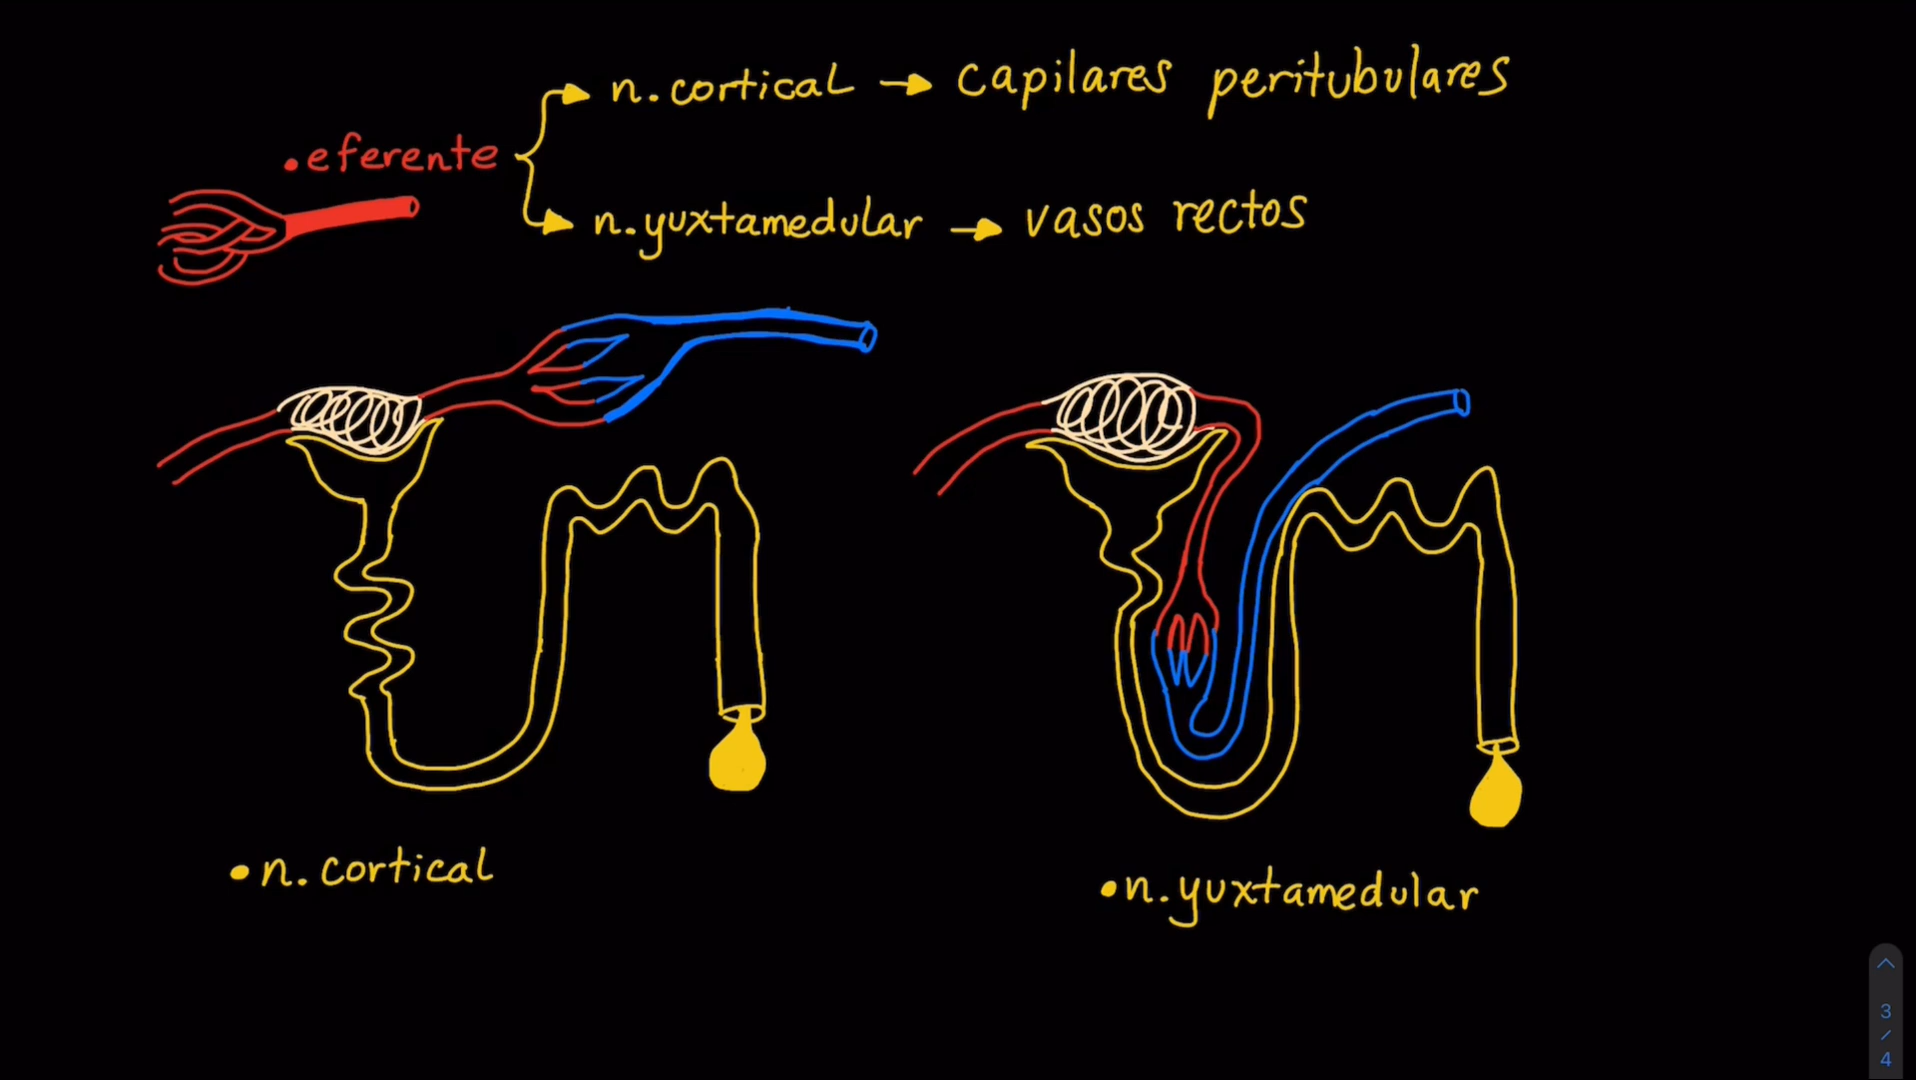 n.cortical → capilares peritubulares
•eferente
n.yuxtamedular → vasos rectos
•n.cortical
•n.yuxtamedular
3
/
4